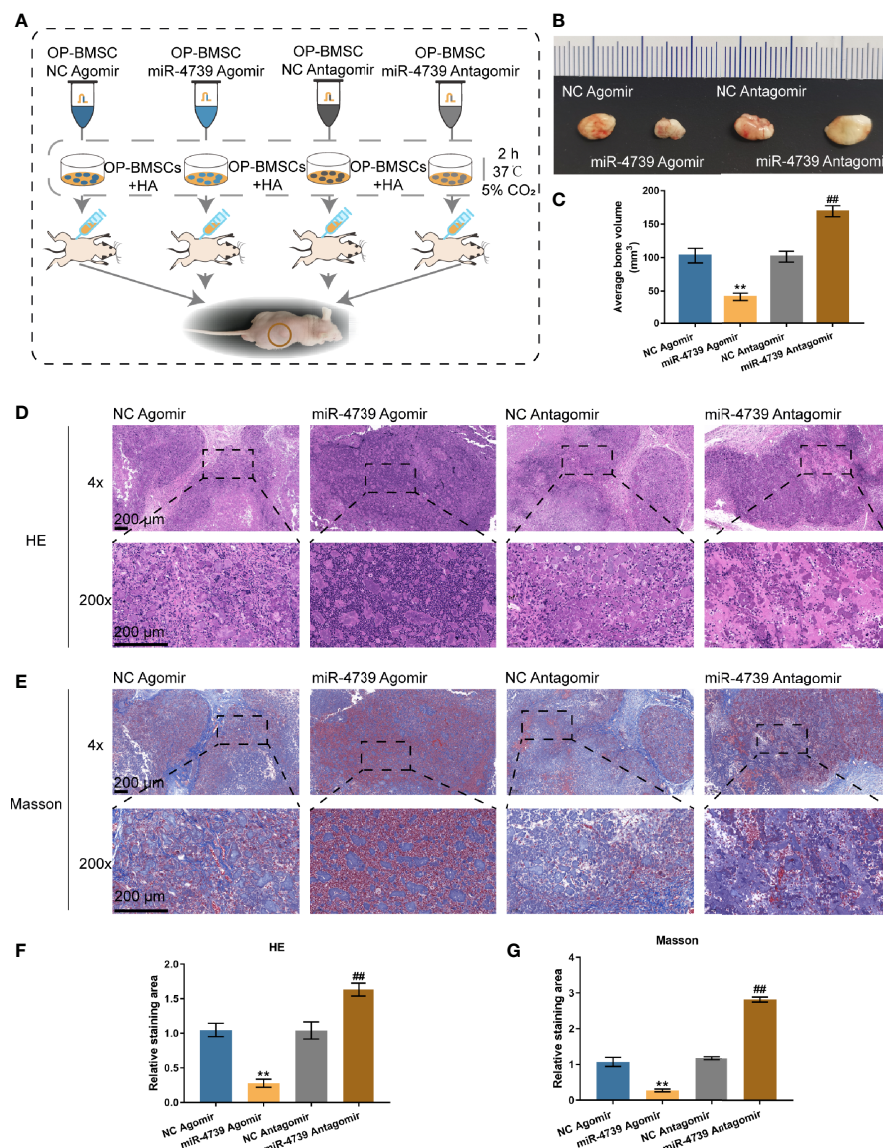 A
OP-BMSC
NC Agomir
OP-BMSC
miR-4739 Agomir
OP-BMSC
NC Antagomir
OP-BMSC
miR-4739 Antagomir
OP-BMSCs
+HA
OP-BMSCs
+HA
OP-BMSCs
+HA
2 h
37℃
5% CO₂
B
NC Agomir
NC Antagomir
miR-4739 Agomir
miR-4739 Antagomir
C
Average bone volume
(mm³)
200
150
100
50
0
**
##
NC Agomir
miR-4739 Agomir
NC Antagomir
miR-4739 Antagomir
D
NC Agomir
miR-4739 Agomir
NC Antagomir
miR-4739 Antagomir
HE
4x
200 µm
200x
200 µm
E
NC Agomir
miR-4739 Agomir
NC Antagomir
miR-4739 Antagomir
Masson
4x
200 µm
200x
200 µm
F
HE
Relative staining area
2.0
1.5
1.0
0.5
0.0
**
##
NC Agomir
miR-4739 Agomir
NC Antagomir
miR-4739 Antagomir
G
Masson
Relative staining area
4
3
2
1
0
**
##
NC Agomir
miR-4739 Agomir
NC Antagomir
miR-4739 Antagomir